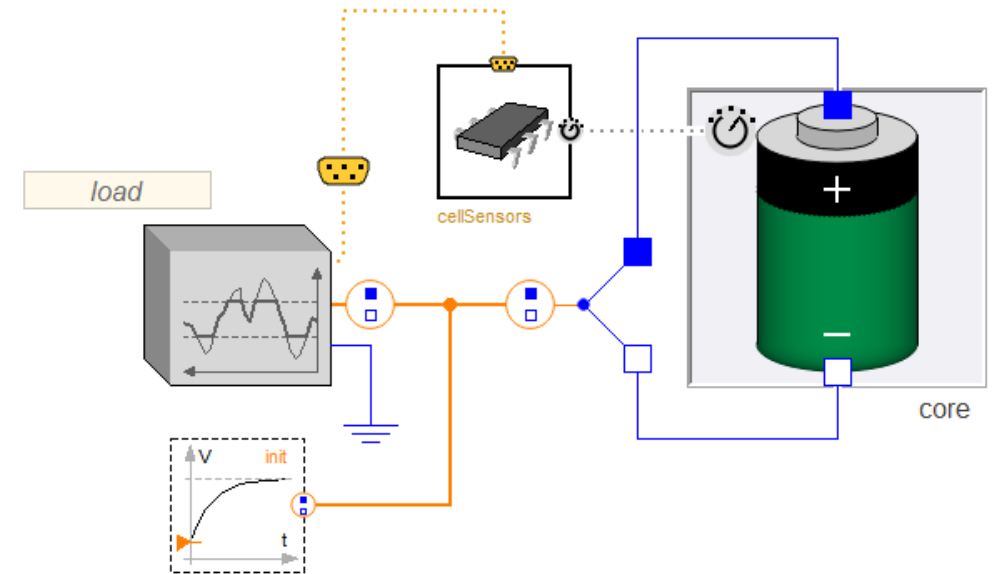 load
cellSensors
+
−
core
V
init
t